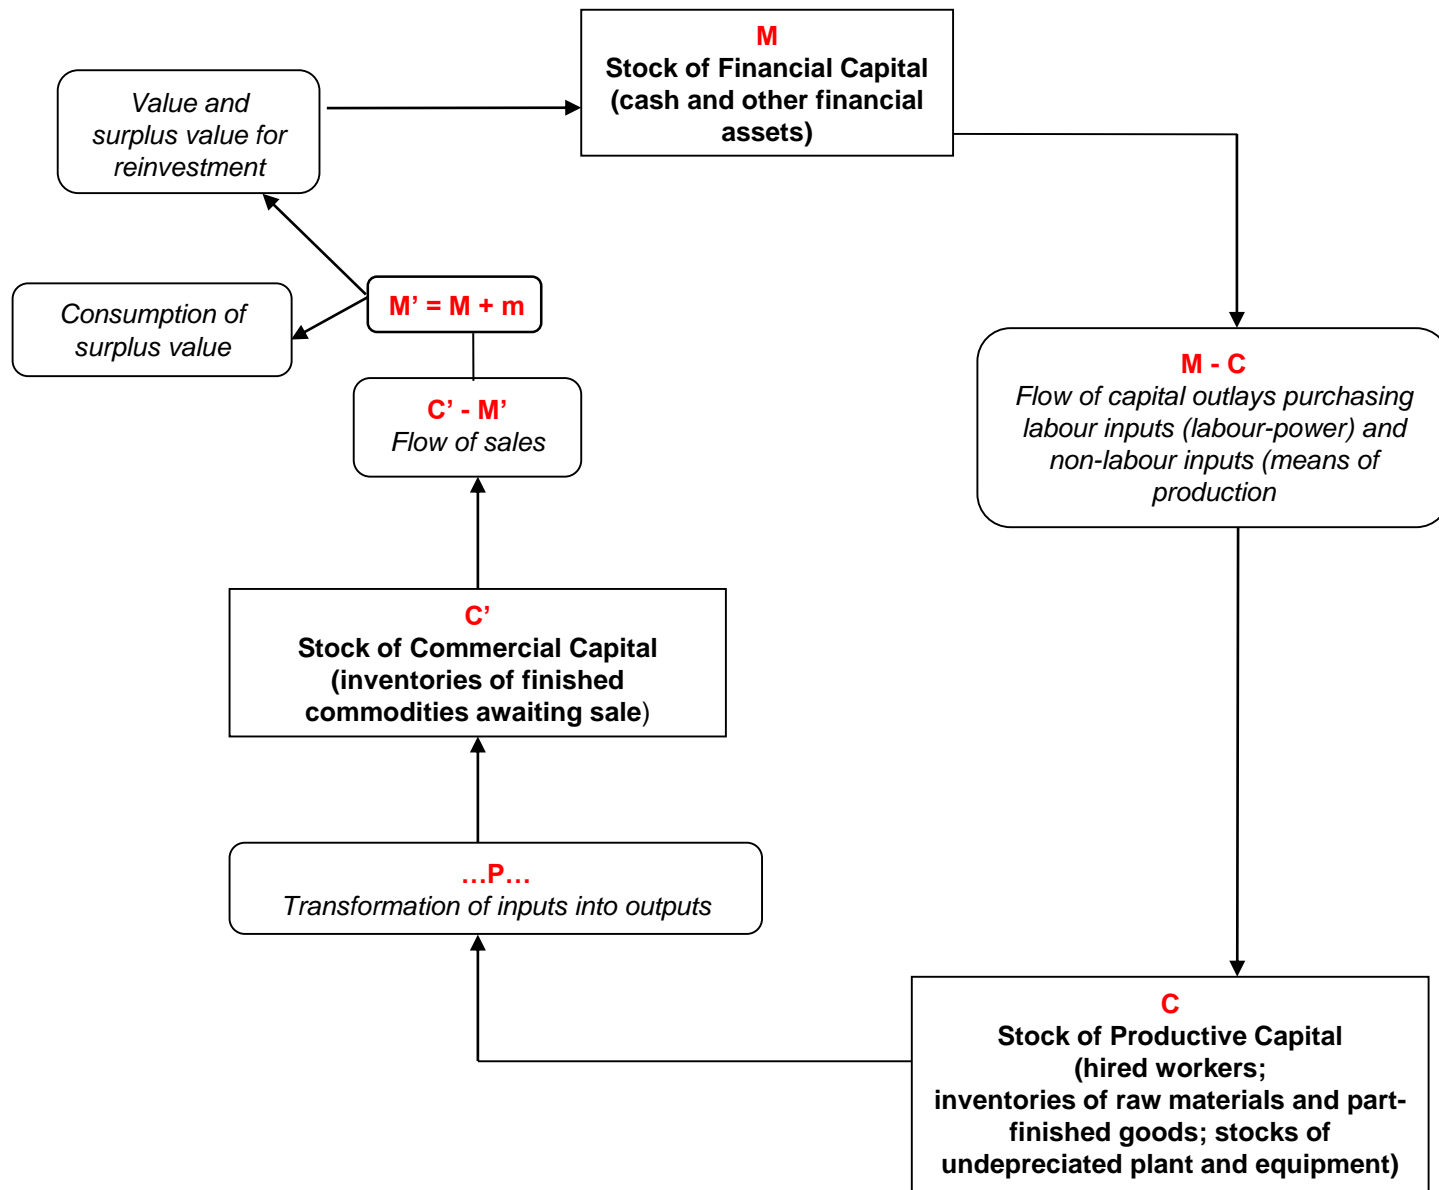 M
Stock of Financial Capital
(cash and other financial
assets)
Value and
surplus value for
reinvestment
M’ = M + m
Consumption of
surplus value
M - C
Flow of capital outlays purchasing
labour inputs (labour-power) and
non-labour inputs (means of
production
C’ - M’
Flow of sales
C’
Stock of Commercial Capital
(inventories of finished
commodities awaiting sale)
…P…
Transformation of inputs into outputs
C
Stock of Productive Capital
(hired workers;
inventories of raw materials and part-
finished goods; stocks of
undepreciated plant and equipment)